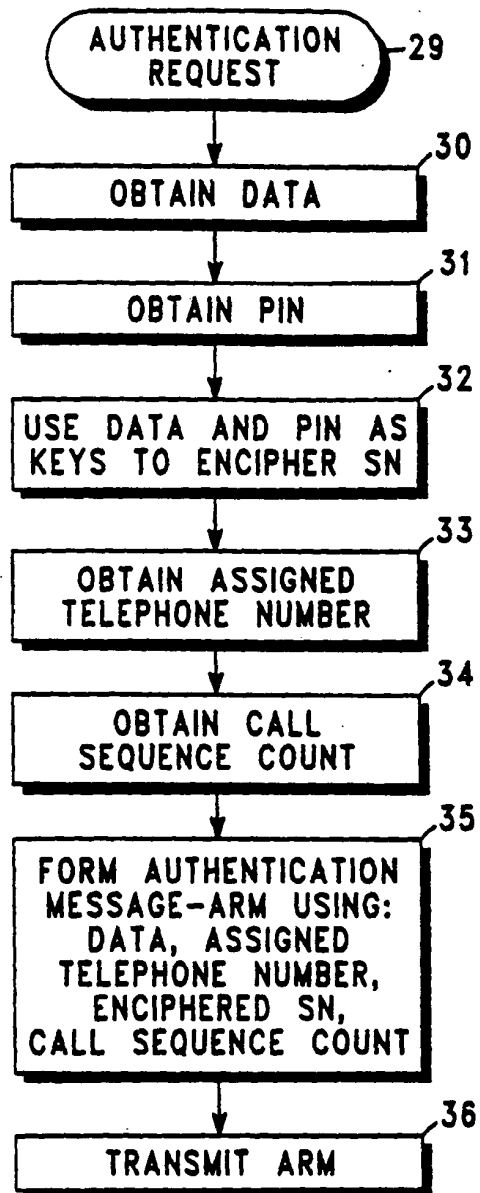 AUTHENTICATION
REQUEST
29
30
OBTAIN DATA
31
OBTAIN PIN
32
USE DATA AND PIN AS
KEYS TO ENCIPHER SN
33
OBTAIN ASSIGNED
TELEPHONE NUMBER
34
OBTAIN CALL
SEQUENCE COUNT
35
FORM AUTHENTICATION
MESSAGE-ARM USING:
DATA, ASSIGNED
TELEPHONE NUMBER,
ENCIPHERED SN,
CALL SEQUENCE COUNT
36
TRANSMIT ARM